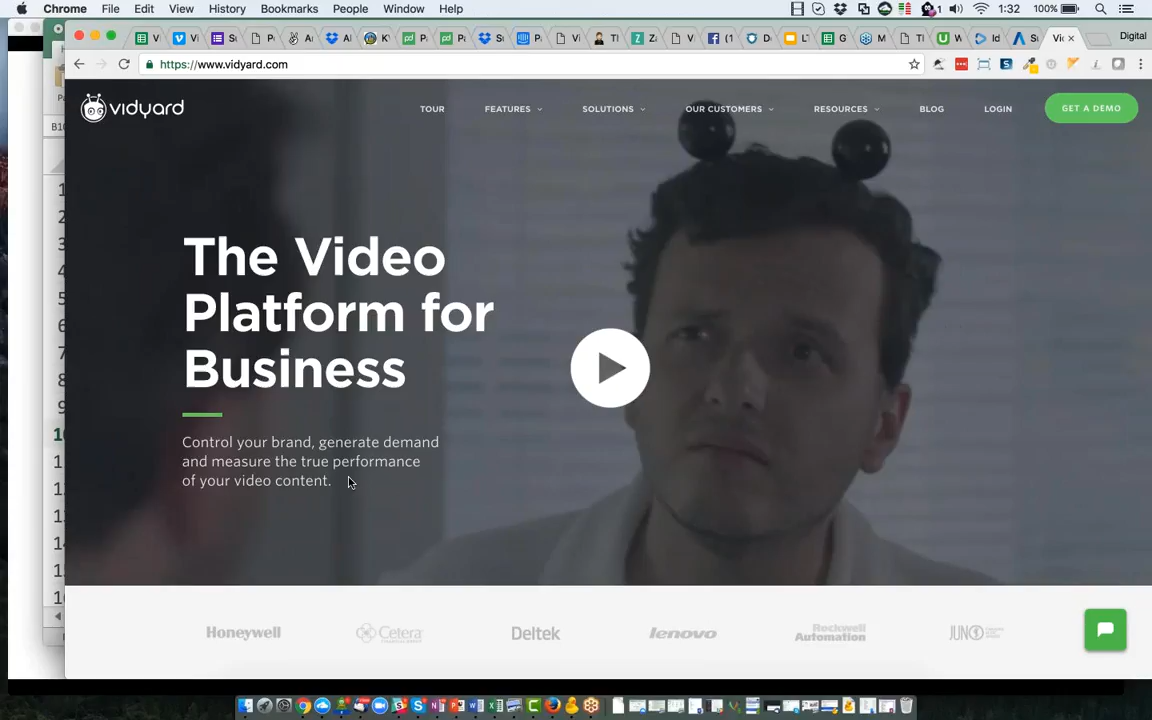 Chrome File Edit View History Bookmarks People Window Help 1:32 100%
Digital
https://www.vidyard.com
vidyard TOUR FEATURES SOLUTIONS OUR CUSTOMERS RESOURCES BLOG LOGIN GET A DEMO
The Video
Platform for
Business
Control your brand, generate demand
and measure the true performance
of your video content.
Honeywell Cetera Deltek lenovo Rockwell Automation